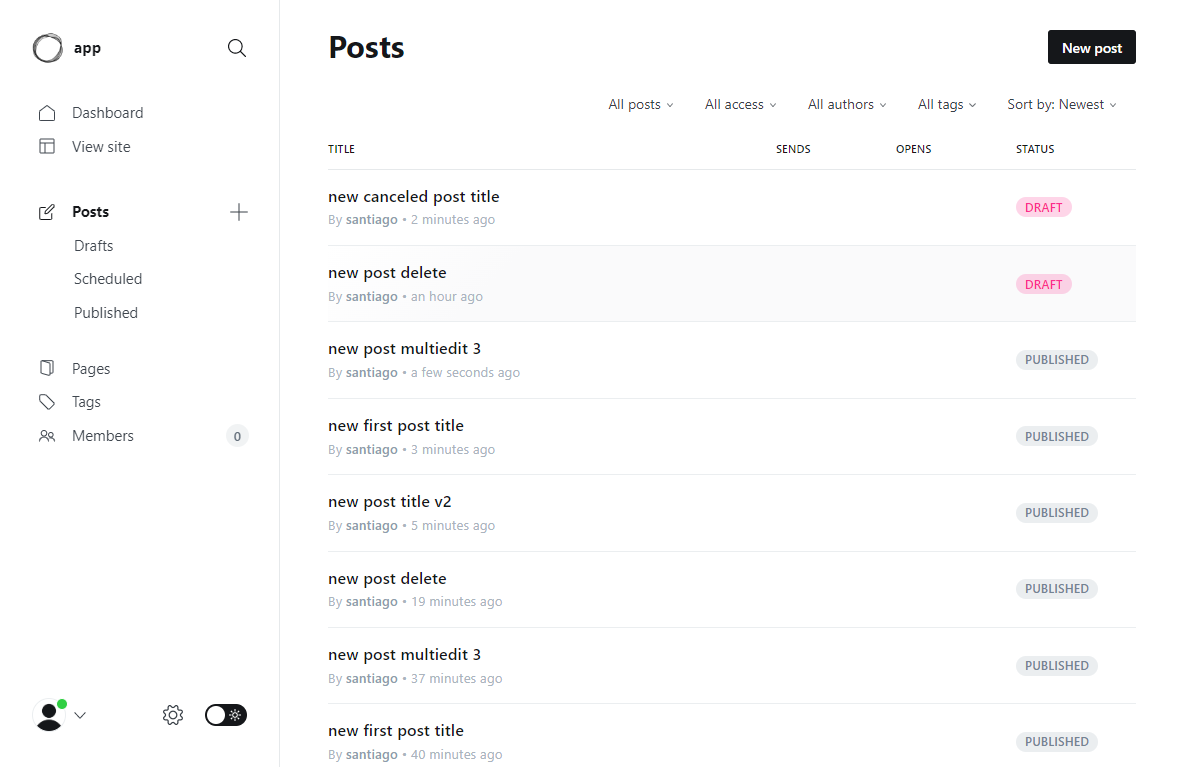 app
Dashboard
View site
Posts
Drafts
Scheduled
Published
Pages
Tags
Members 0
Posts
New post
All posts All access All authors All tags Sort by: Newest
TITLE SENDS OPENS STATUS
new canceled post title
By santiago • 2 minutes ago
DRAFT
new post delete
By santiago • an hour ago
DRAFT
new post multiedit 3
By santiago • a few seconds ago
PUBLISHED
new first post title
By santiago • 3 minutes ago
PUBLISHED
new post title v2
By santiago • 5 minutes ago
PUBLISHED
new post delete
By santiago • 19 minutes ago
PUBLISHED
new post multiedit 3
By santiago • 37 minutes ago
PUBLISHED
new first post title
By santiago • 40 minutes ago
PUBLISHED